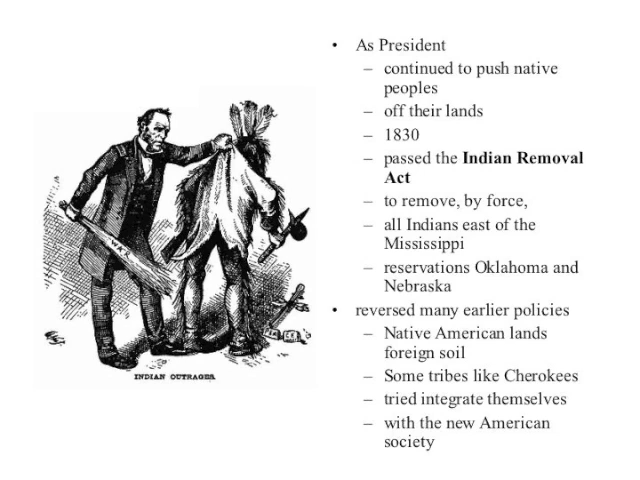 • As President
– continued to push native
peoples
– off their lands
– 1830
– passed the Indian Removal
Act
– to remove, by force,
– all Indians east of the
Mississippi
– reservations Oklahoma and
Nebraska
• reversed many earlier policies
– Native American lands
foreign soil
– Some tribes like Cherokees
– tried integrate themselves
– with the new American
society
WAR
INDIAN OUTRAGES